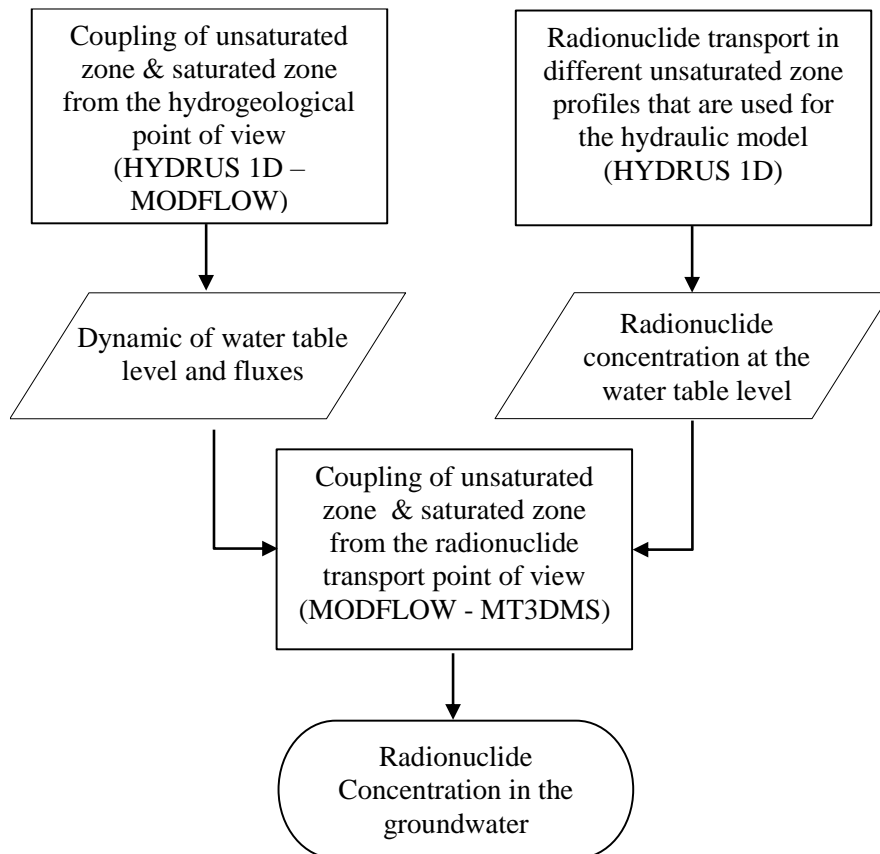 Coupling of unsaturated
zone & saturated zone
from the hydrogeological
point of view
(HYDRUS 1D –
MODFLOW)
Radionuclide transport in
different unsaturated zone
profiles that are used for
the hydraulic model
(HYDRUS 1D)
Dynamic of water table
level and fluxes
Radionuclide
concentration at the
water table level
Coupling of unsaturated
zone & saturated zone
from the radionuclide
transport point of view
(MODFLOW - MT3DMS)
Radionuclide
Concentration in the
groundwater